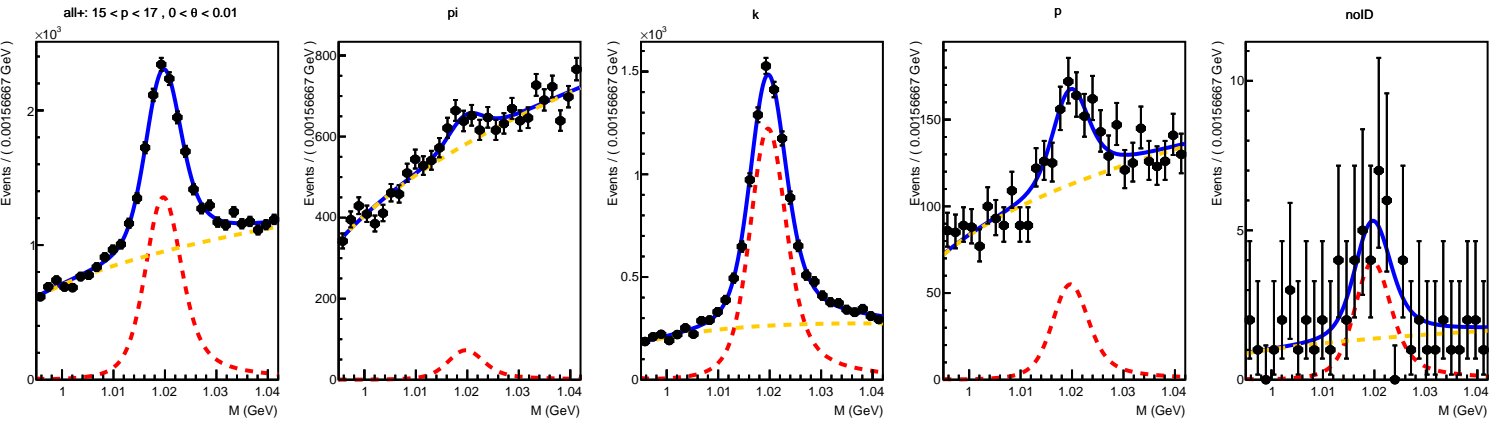 all+: 15 < p < 17 , 0 < θ < 0.01
×10³
Events / ( 0.00156667 GeV )
2
1
0
1 1.01 1.02 1.03 1.04
M (GeV)
pi
Events / ( 0.00156667 GeV )
800
600
400
200
0
1 1.01 1.02 1.03 1.04
M (GeV)
k
×10³
Events / ( 0.00156667 GeV )
1.5
1
0.5
0
1 1.01 1.02 1.03 1.04
M (GeV)
p
Events / ( 0.00156667 GeV )
150
100
50
0
1 1.01 1.02 1.03 1.04
M (GeV)
noID
Events / ( 0.00156667 GeV )
10
5
0
1 1.01 1.02 1.03 1.04
M (GeV)